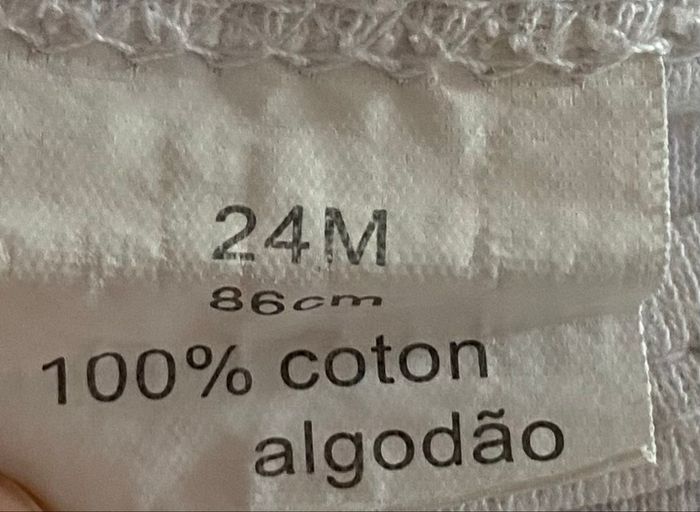 24M
86cm
100% coton
algodão